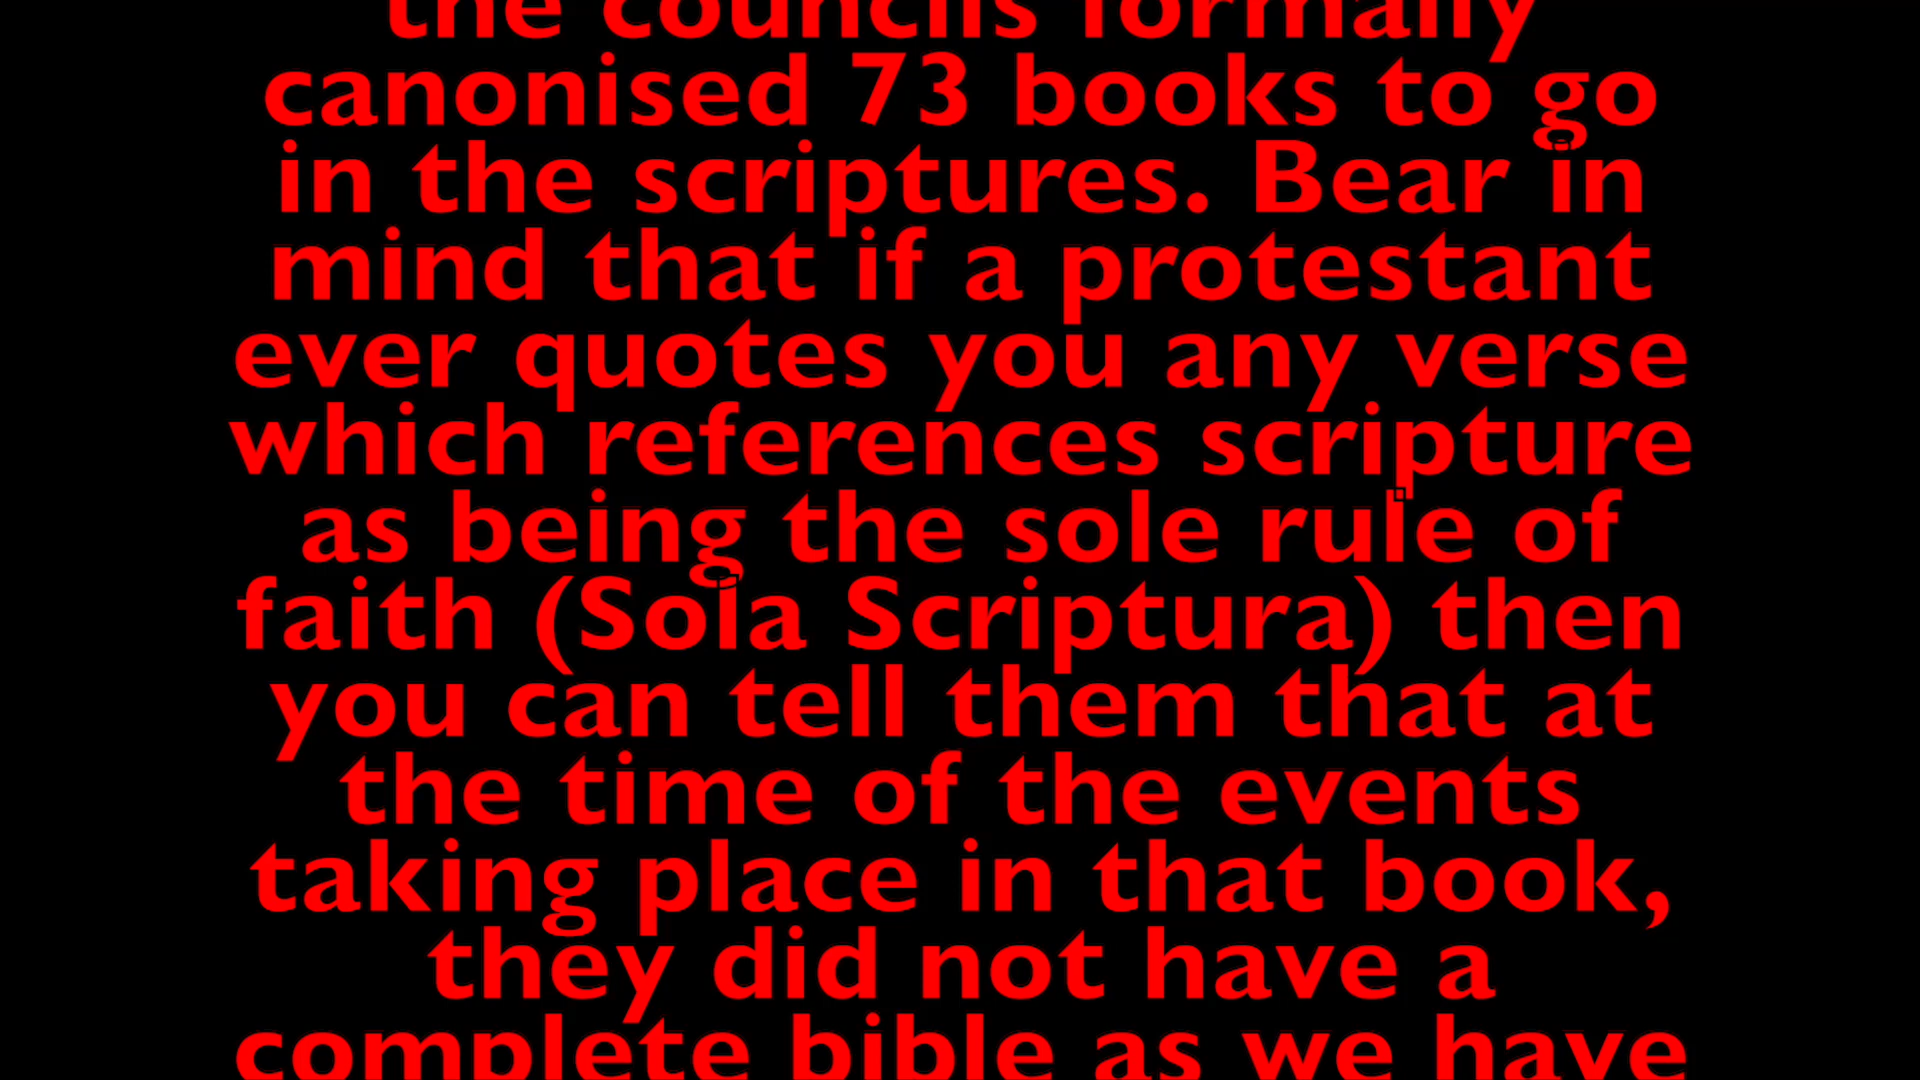 the councils formally
canonised 73 books to go
in the scriptures. Bear in
mind that if a protestant
ever quotes you any verse
which references scripture
as being the sole rule of
faith (Sola Scriptura) then
you can tell them that at
the time of the events
taking place in that book,
they did not have a
complete bible as we have